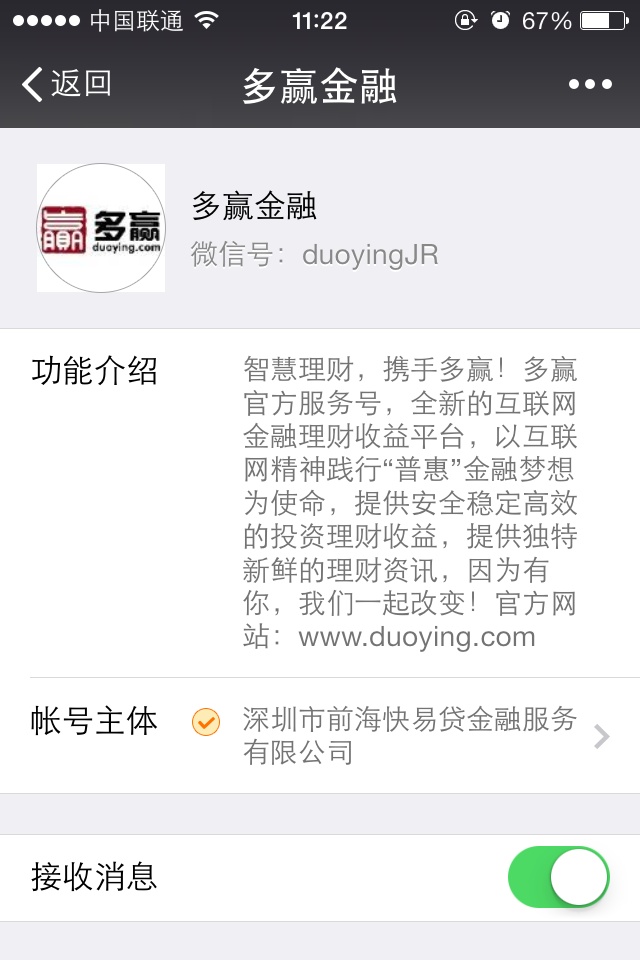 中国联通 11:22 67%
返回 多赢金融
赢 多赢
duoying.com
多赢金融
微信号：duoyingJR
功能介绍
智慧理财，携手多赢！多赢
官方服务号，全新的互联网
金融理财收益平台，以互联
网精神践行“普惠”金融梦想
为使命，提供安全稳定高效
的投资理财收益，提供独特
新鲜的理财资讯，因为有
你，我们一起改变！官方网
站：www.duoying.com
帐号主体
深圳市前海快易贷金融服务
有限公司
接收消息